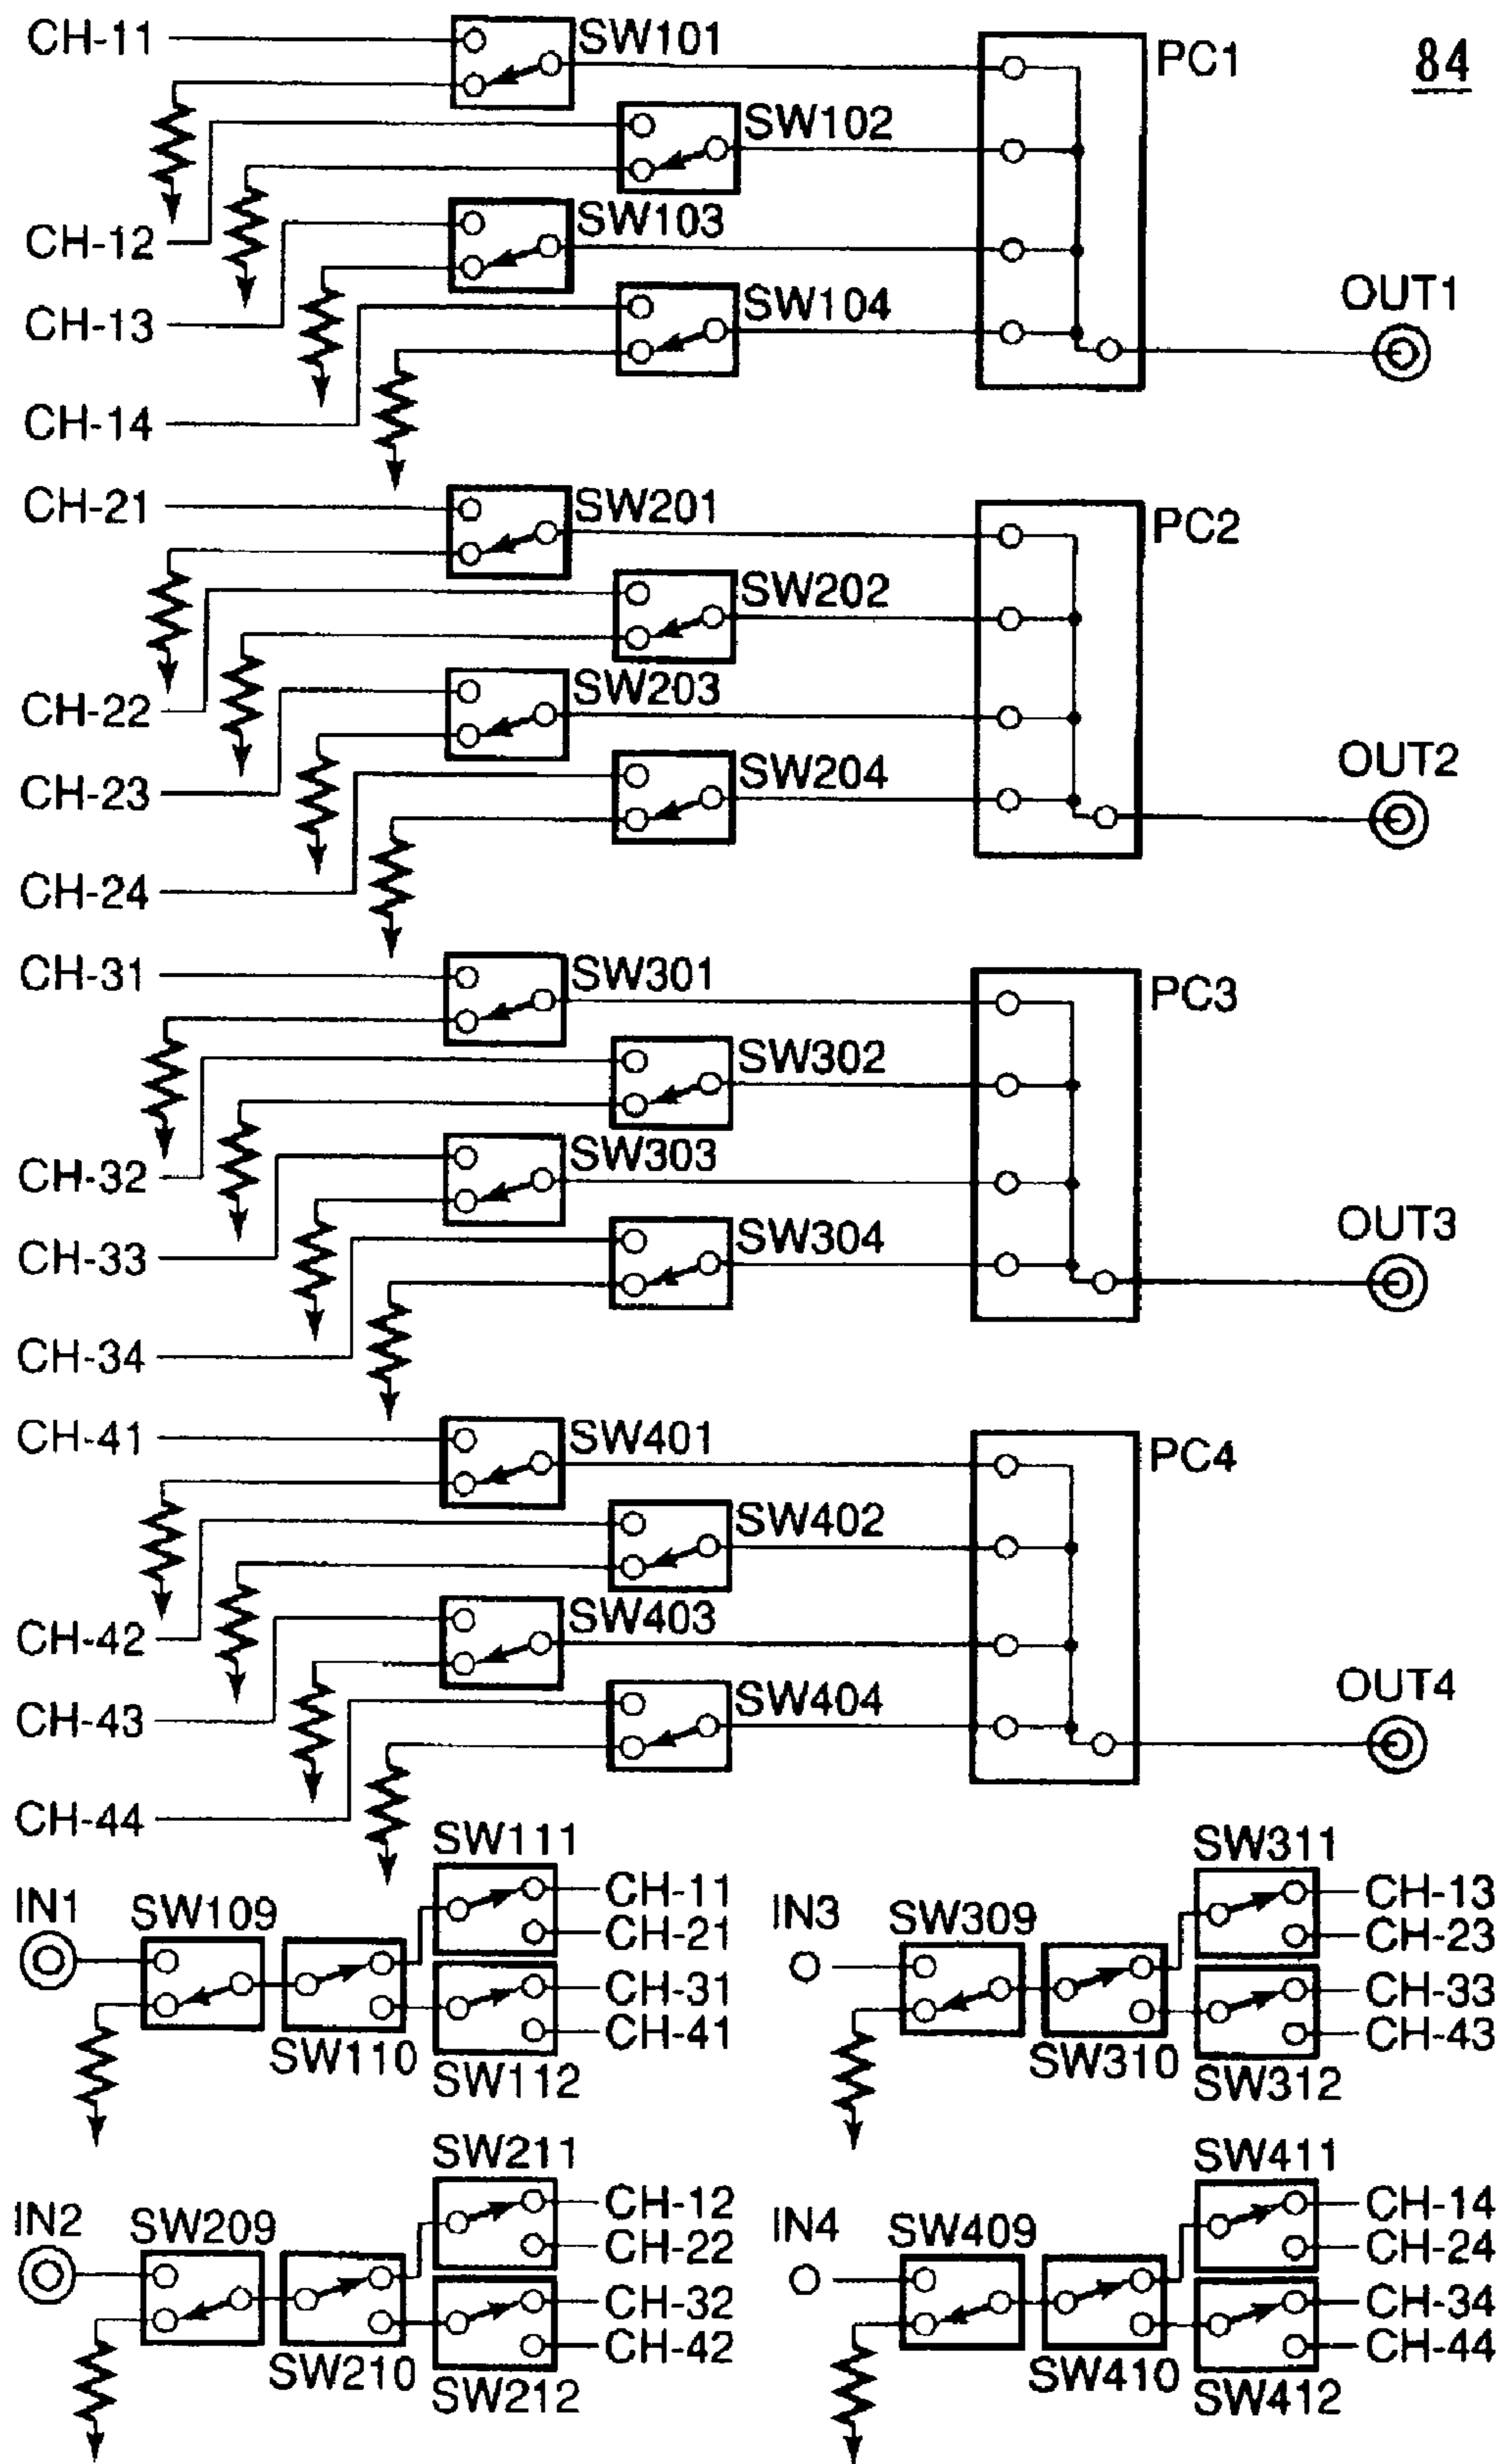 84
CH-11
SW101
PC1
SW102
CH-12
SW103
CH-13
SW104
OUT1
CH-14
CH-21
SW201
PC2
SW202
CH-22
SW203
CH-23
SW204
OUT2
CH-24
CH-31
SW301
PC3
SW302
CH-32
SW303
CH-33
SW304
OUT3
CH-34
CH-41
SW401
PC4
SW402
CH-42
SW403
CH-43
SW404
OUT4
CH-44
IN1
SW109
SW110
SW111
CH-11
CH-21
CH-31
CH-41
SW112
IN3
SW309
SW310
SW311
CH-13
CH-23
CH-33
CH-43
SW312
IN2
SW209
SW210
SW211
CH-12
CH-22
CH-32
CH-42
SW212
IN4
SW409
SW410
SW411
CH-14
CH-24
CH-34
CH-44
SW412